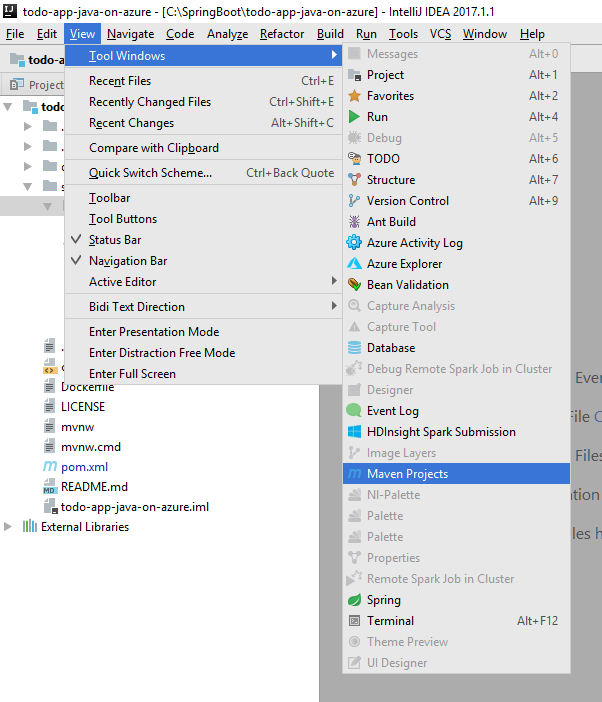 todo-app-java-on-azure - [C:\SpringBoot\todo-app-java-on-azure] - IntelliJ IDEA 2017.1.1
File Edit View Navigate Code Analyze Refactor Build Run Tools VCS Window Help
todo-a
Project
todo
Tool Windows
Recent Files Ctrl+E
Recently Changed Files Ctrl+Shift+E
Recent Changes Alt+Shift+C
Compare with Clipboard
Quick Switch Scheme... Ctrl+Back Quote
Toolbar
Tool Buttons
Status Bar
Navigation Bar
Active Editor
Bidi Text Direction
Enter Presentation Mode
Enter Distraction Free Mode
Enter Full Screen
Messages Alt+0
Project Alt+1
Favorites Alt+2
Run Alt+4
Debug Alt+5
TODO Alt+6
Structure Alt+7
Version Control Alt+9
Ant Build
Azure Activity Log
Azure Explorer
Bean Validation
Capture Analysis
Capture Tool
Database
Debug Remote Spark Job in Cluster
Designer
Event Log
HDInsight Spark Submission
Image Layers
Maven Projects
NI-Palette
Palette
Palette
Properties
Remote Spark Job in Cluster
Spring
Terminal Alt+F12
Theme Preview
UI Designer
Dockerfile
LICENSE
mvnw
mvnw.cmd
pom.xml
README.md
todo-app-java-on-azure.iml
External Libraries
Eve
File
Files
ation
les h